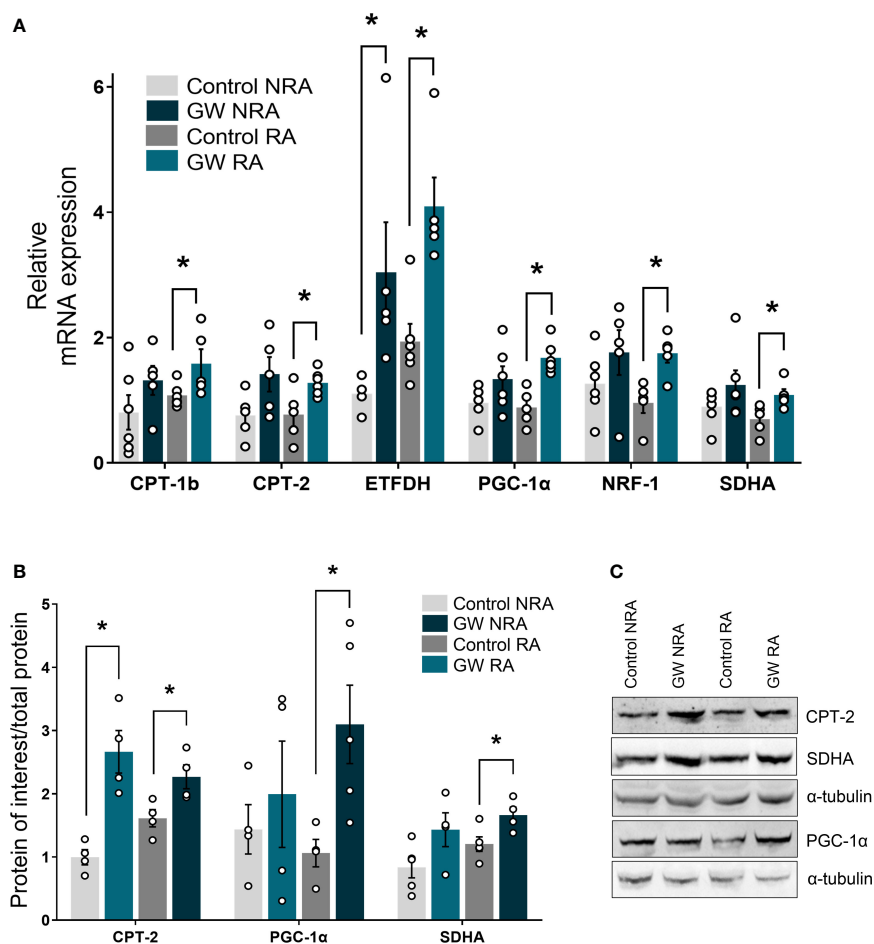 A
*
*
6
4
2
0
Relative
mRNA expression
Control NRA
GW NRA
Control RA
GW RA
*
*
*
*
*
CPT-1b CPT-2 ETFDH PGC-1α NRF-1 SDHA
B
5
4
3
2
1
0
Protein of interest/total protein
*
*
*
*
Control NRA
GW NRA
Control RA
GW RA
CPT-2 PGC-1α SDHA
C
Control NRA
GW NRA
Control RA
GW RA
CPT-2
SDHA
α-tubulin
PGC-1α
α-tubulin